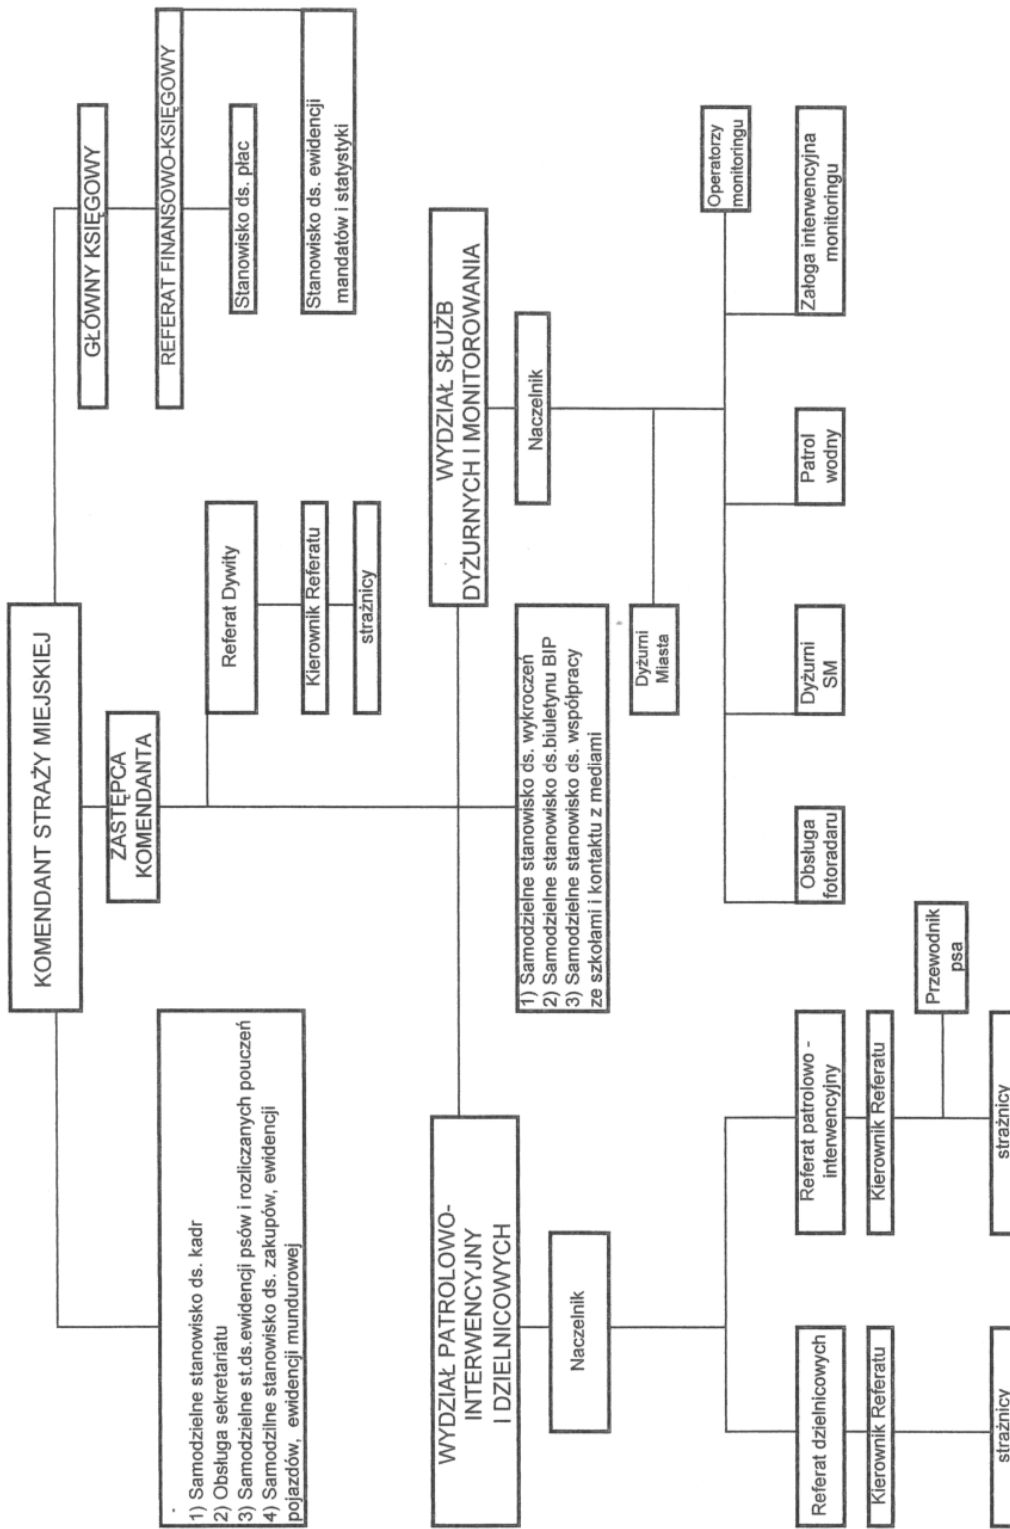 KOMENDANT STRAŻY MIEJSKIEJ
ZASTĘPCA
KOMENDANTA
GŁÓWNY KSIĘGOWY
REFERAT FINANSOWO-KSIĘGOWY
Stanowisko ds. płac
Stanowisko ds. ewidencji
mandatów i statystyki
1) Samodzielne stanowisko ds. kadr
2) Obsługa sekretariatu
3) Samodzielne st.ds.ewidencji psów i rozliczanych pouczeń
4) Samodzilne stanowisko ds. zakupów, ewidencji
pojazdów, ewidencji mundurowej
Referat Dywity
Kierownik Referatu
strażnicy
WYDZIAŁ PATROLOWO-
INTERWENCYJNY
I DZIELNICOWYCH
Naczelnik
1) Samodzielne stanowisko ds. wykroczeń
2) Samodzielne stanowisko ds.biuletynu BIP
3) Samodzielne stanowisko ds. współpracy
ze szkołami i kontaktu z mediami
WYDZIAŁ SŁUŻB
DYŻURNYCH I MONITOROWANIA
Naczelnik
Dyżurni
Miasta
Operatorzy
monitoringu
Referat dzielnicowych
Kierownik Referatu
strażnicy
Referat patrolowo -
interwencyjny
Kierownik Referatu
Przewodnik
psa
strażnicy
Obsługa
fotoradaru
Dyżurni
SM
Patrol
wodny
Załoga interwencyjna
monitoringu